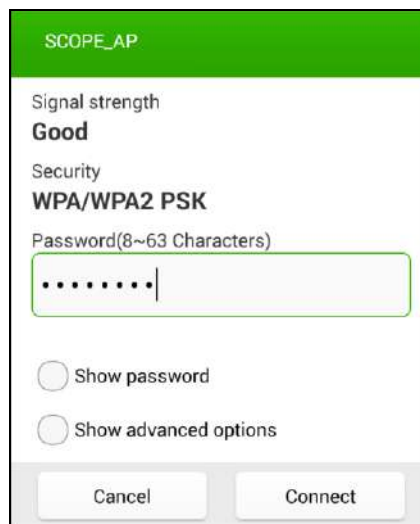 SCOPE_AP
Signal strength
Good
Security
WPA/WPA2 PSK
Password(8~63 Characters)
••••••••
Show password
Show advanced options
Cancel
Connect